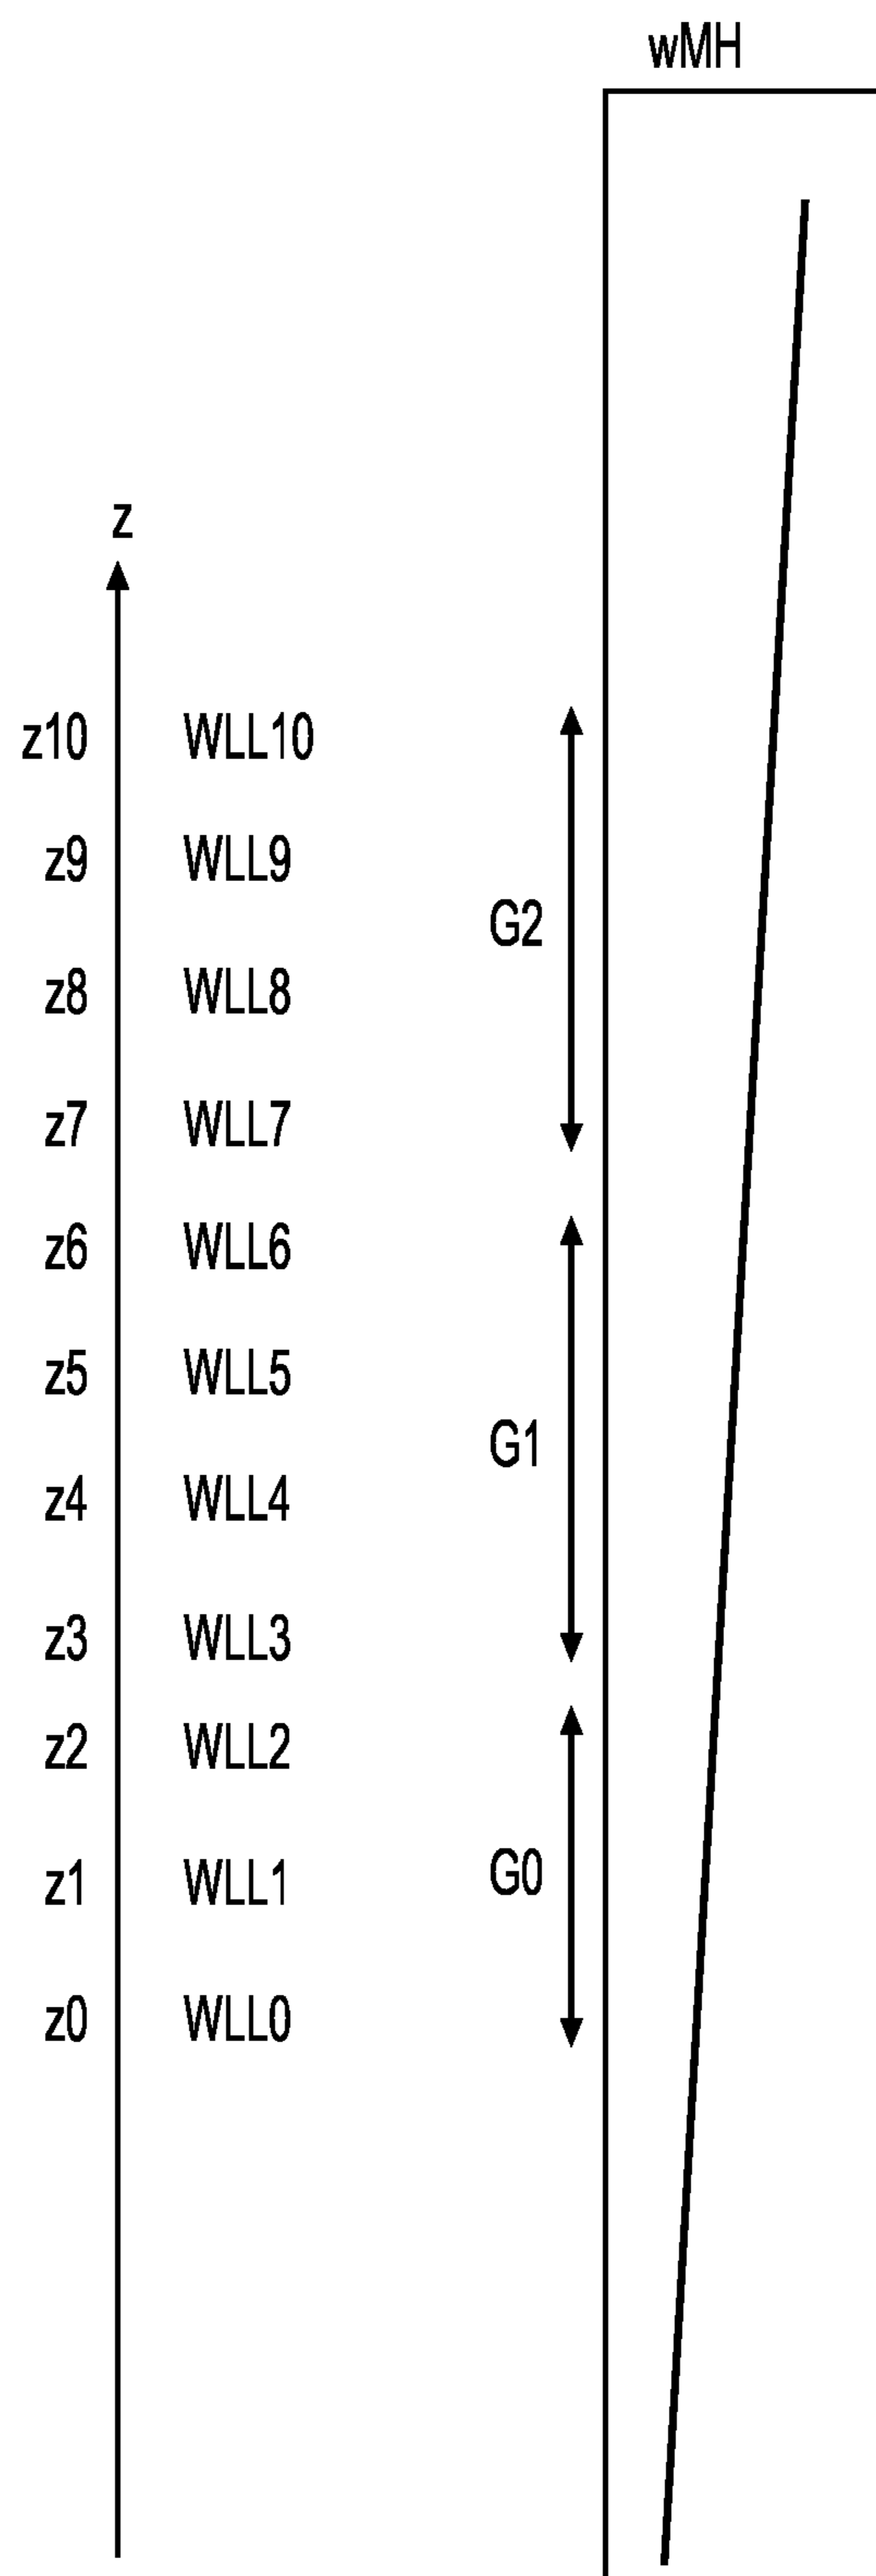 wMH
z
z10 WLL10
z9 WLL9
G2
z8 WLL8
z7 WLL7
z6 WLL6
z5 WLL5
G1
z4 WLL4
z3 WLL3
z2 WLL2
z1 WLL1 G0
z0 WLL0